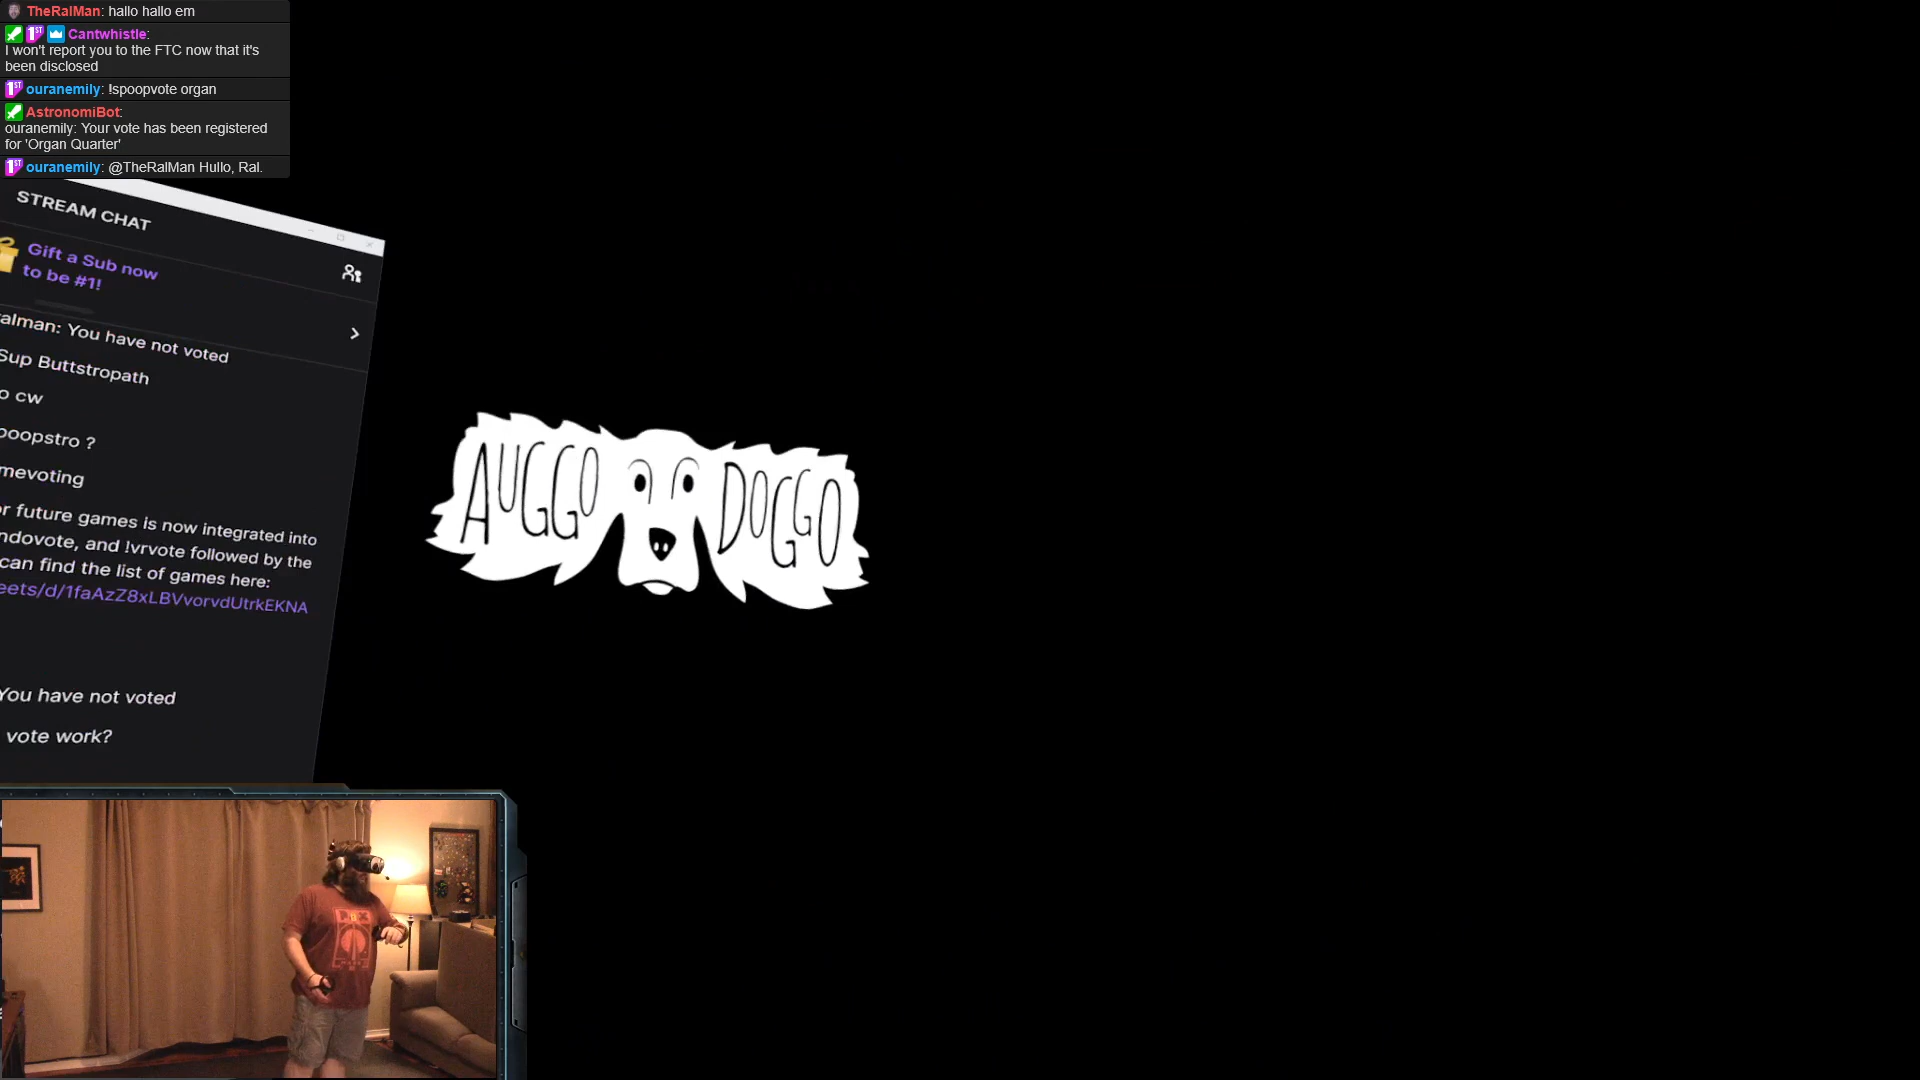 TheRalMan: hallo hallo em
Cantwhistle:
I won't report you to the FTC now that it's
been disclosed
ouranemily: !spoopvote organ
AstronomiBot:
ouranemily: Your vote has been registered
for 'Organ Quarter'
ouranemily: @TheRalMan Hullo, Ral.
STREAM CHAT
Gift a Sub now
to be #1!
alman: You have not voted
Sup Buttstropath
o cw
ooopstro ?
mevoting
or future games is now integrated into
ndovote, and !vrvote followed by the
can find the list of games here:
eets/d/1faAzZ8xLBVvorvdUtrkEKNA
You have not voted
vote work?
AUGGO DOGGO